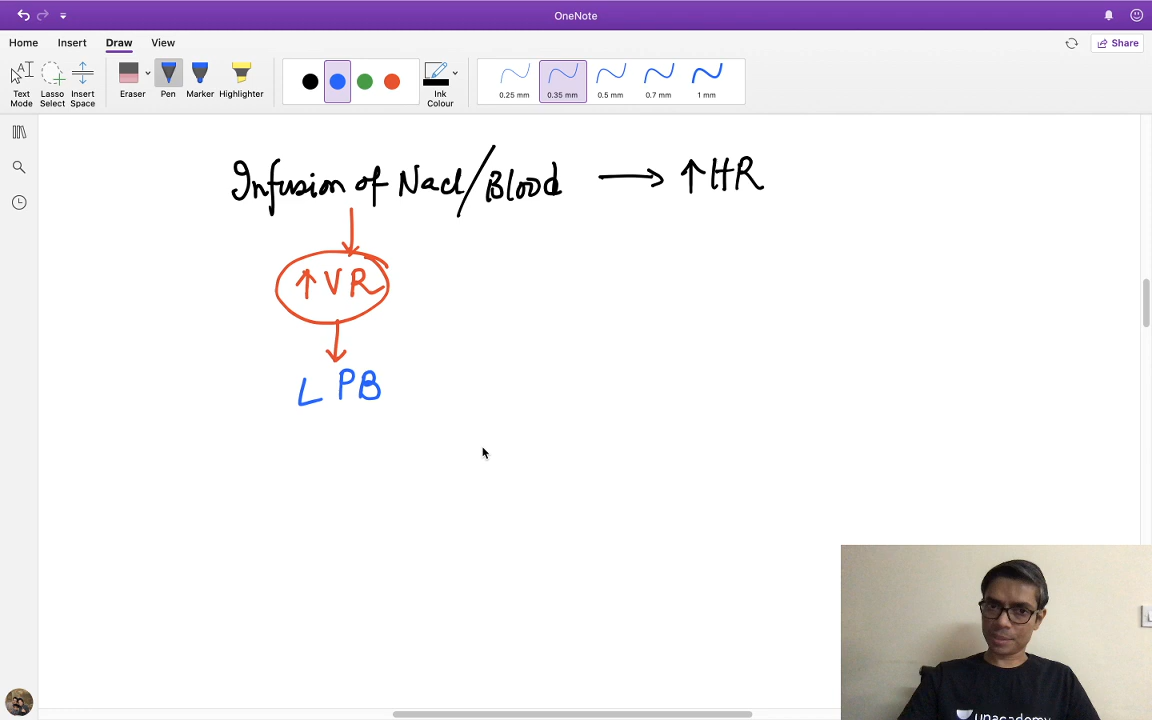 OneNote
Home Insert Draw View
Share
Text Mode
Lasso Select
Insert Space
Eraser
Pen
Marker
Highlighter
Ink Colour
0.25 mm
0.35 mm
0.5 mm
0.7 mm
1 mm
Infusion of Nacl/Blood → ↑HR
↑VR
LPB
unacademy